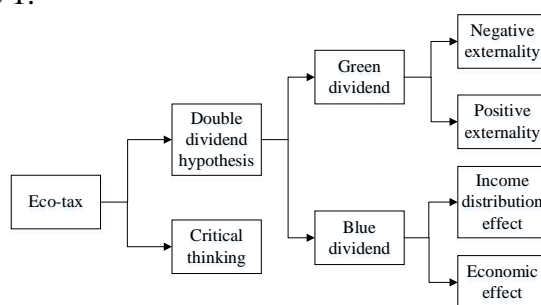 Negative
externality
Green
dividend
Double
dividend
hypothesis
Positive
externality
Eco-tax
Income
distribution
effect
Critical
thinking
Blue
dividend
Economic
effect